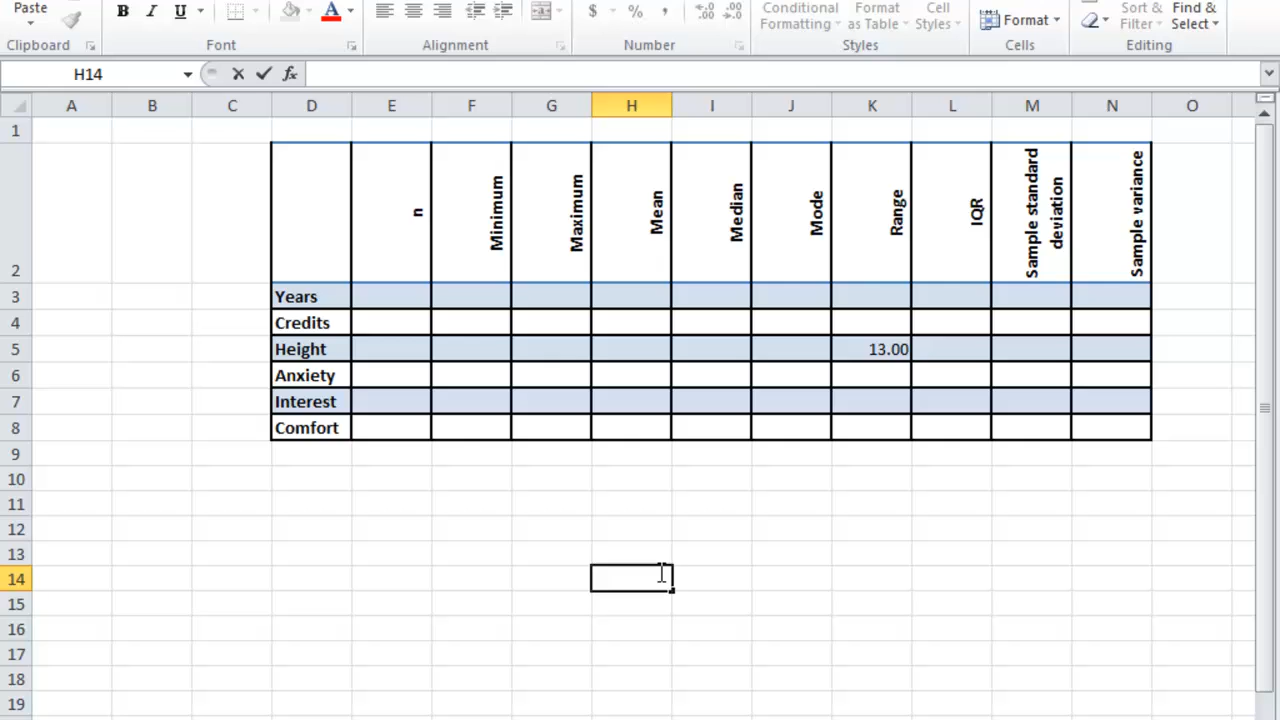 Paste
B I U A $ % ,
Conditional Formatting
Format as Table
Cell Styles
Format
Sort & Filter
Find & Select
Clipboard Font Alignment Number Styles Cells Editing
H14 fx
A B C D E F G H I J K L M N O
1
2 n Minimum Maximum Mean Median Mode Range IQR Sample standard deviation Sample variance
3 Years
4 Credits
5 Height 13.00
6 Anxiety
7 Interest
8 Comfort
9
10
11
12
13
14
15
16
17
18
19